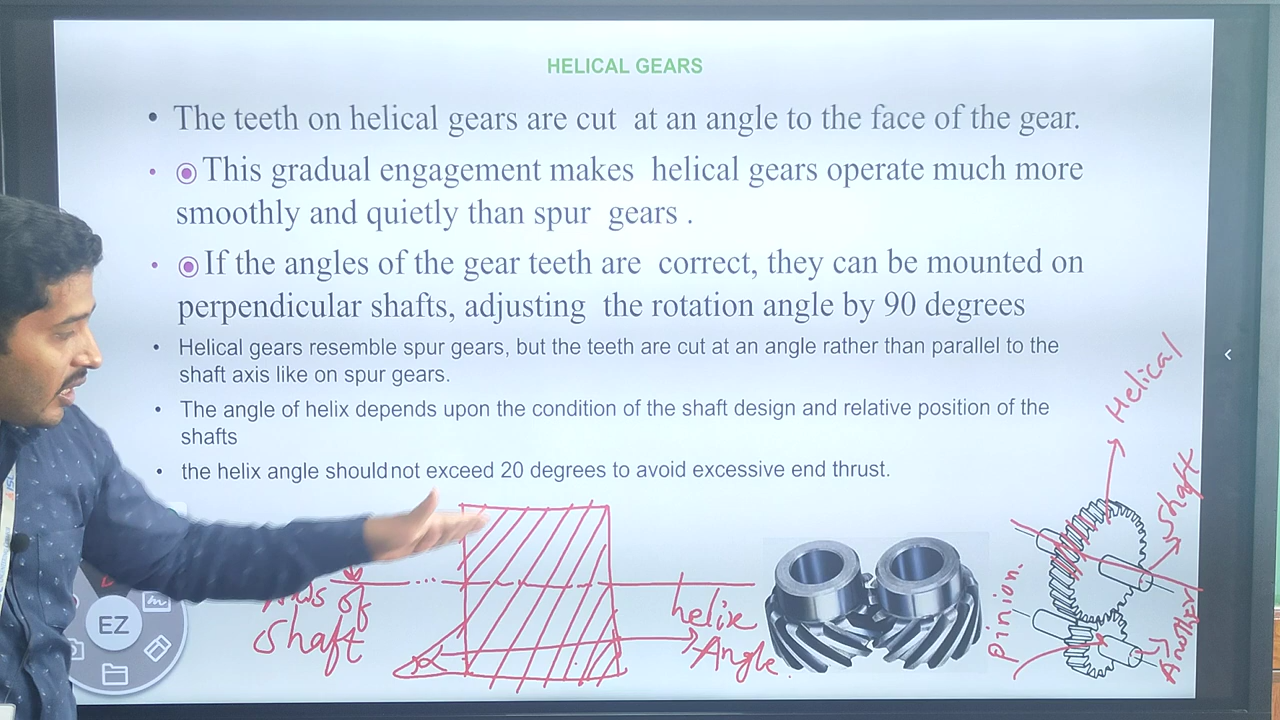 HELICAL GEARS
• The teeth on helical gears are cut at an angle to the face of the gear.
• ◉ This gradual engagement makes helical gears operate much more
smoothly and quietly than spur gears .
• ◉ If the angles of the gear teeth are correct, they can be mounted on
perpendicular shafts, adjusting the rotation angle by 90 degrees
• Helical gears resemble spur gears, but the teeth are cut at an angle rather than parallel to the
shaft axis like on spur gears.
• The angle of helix depends upon the condition of the shaft design and relative position of the
shafts
• the helix angle should not exceed 20 degrees to avoid excessive end thrust.
Helical
Shaft
pinion
Another
of
Shaft
α
helix
Angle
EZ